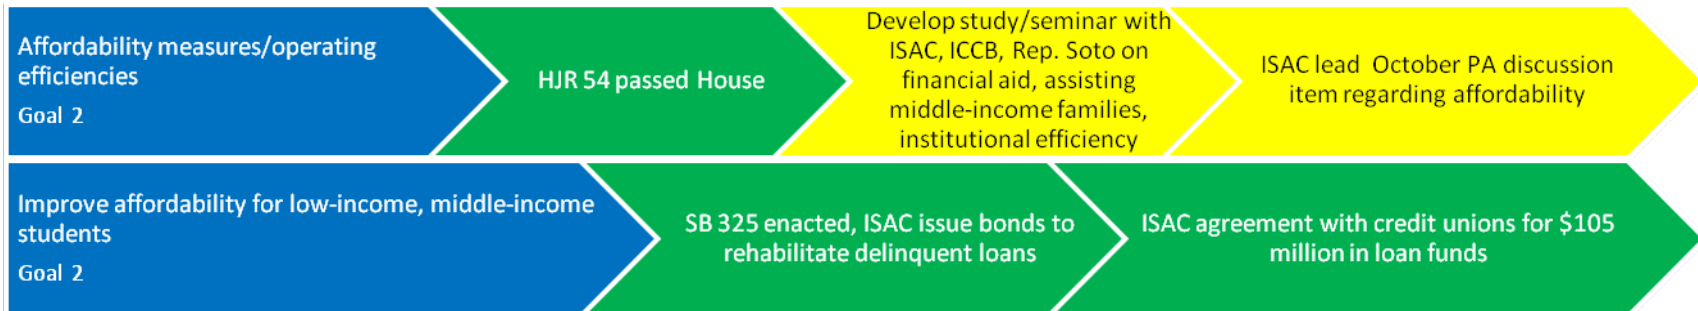 Affordability measures/operating
efficiencies
Goal 2
HJR 54 passed House
Develop study/seminar with
ISAC, ICCB, Rep. Soto on
financial aid, assisting
middle-income families,
institutional efficiency
ISAC lead  October PA discussion
item regarding affordability
Improve affordability for low-income, middle-income
students
Goal 2
SB 325 enacted, ISAC issue bonds to
rehabilitate delinquent loans
ISAC agreement with credit unions for $105
million in loan funds